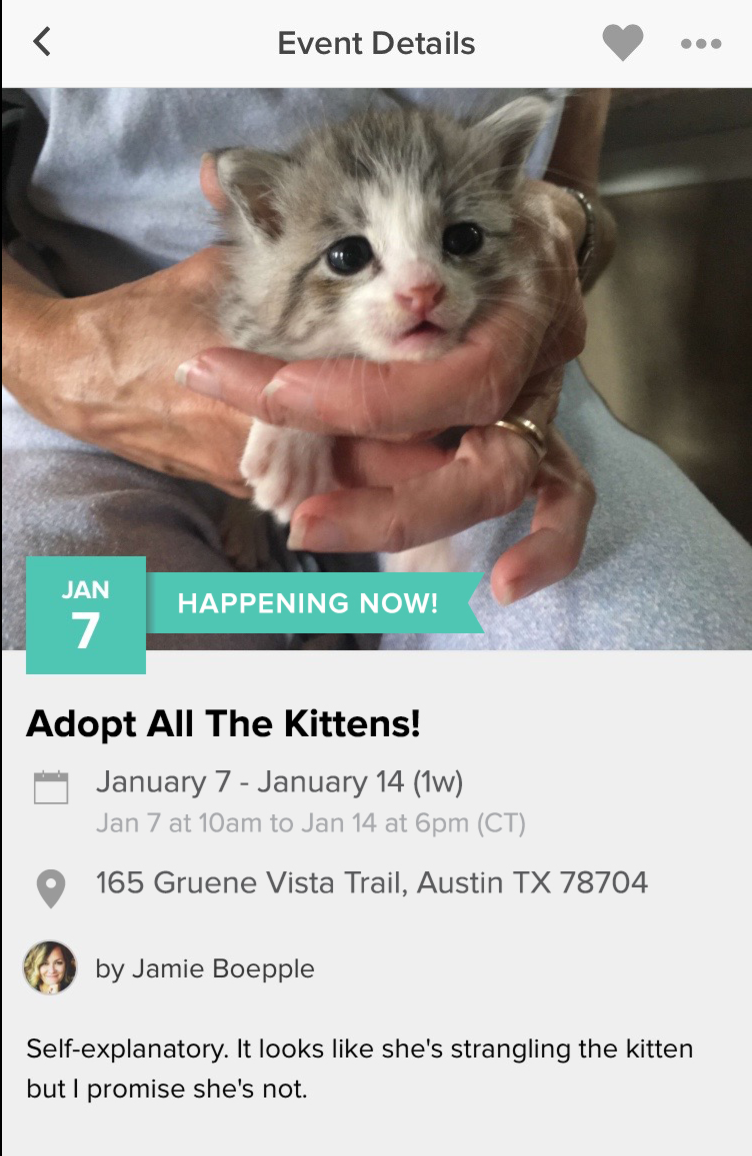 Event Details
JAN
7
HAPPENING NOW!
Adopt All The Kittens!
January 7 - January 14 (1w)
Jan 7 at 10am to Jan 14 at 6pm (CT)
165 Gruene Vista Trail, Austin TX 78704
by Jamie Boepple
Self-explanatory. It looks like she's strangling the kitten
but I promise she's not.